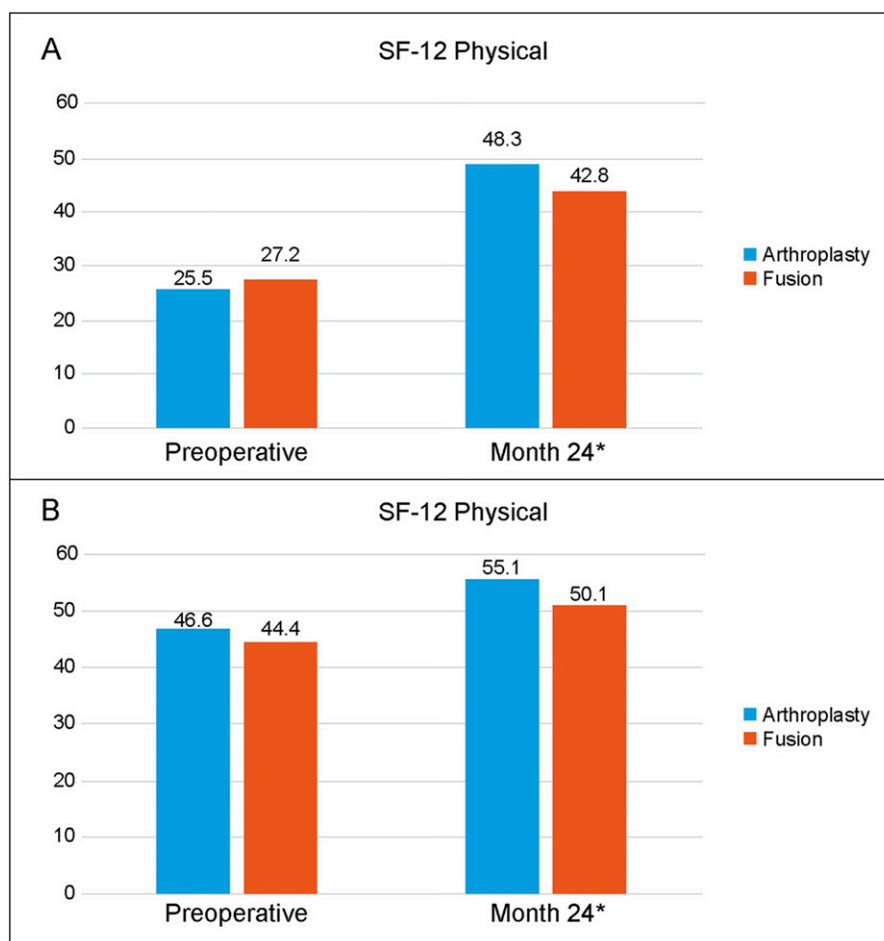 A
SF-12 Physical
60
50
40
30
20
10
0
25.5
27.2
48.3
42.8
Preoperative
Month 24*
Arthroplasty
Fusion
B
SF-12 Physical
60
50
40
30
20
10
0
46.6
44.4
55.1
50.1
Preoperative
Month 24*
Arthroplasty
Fusion